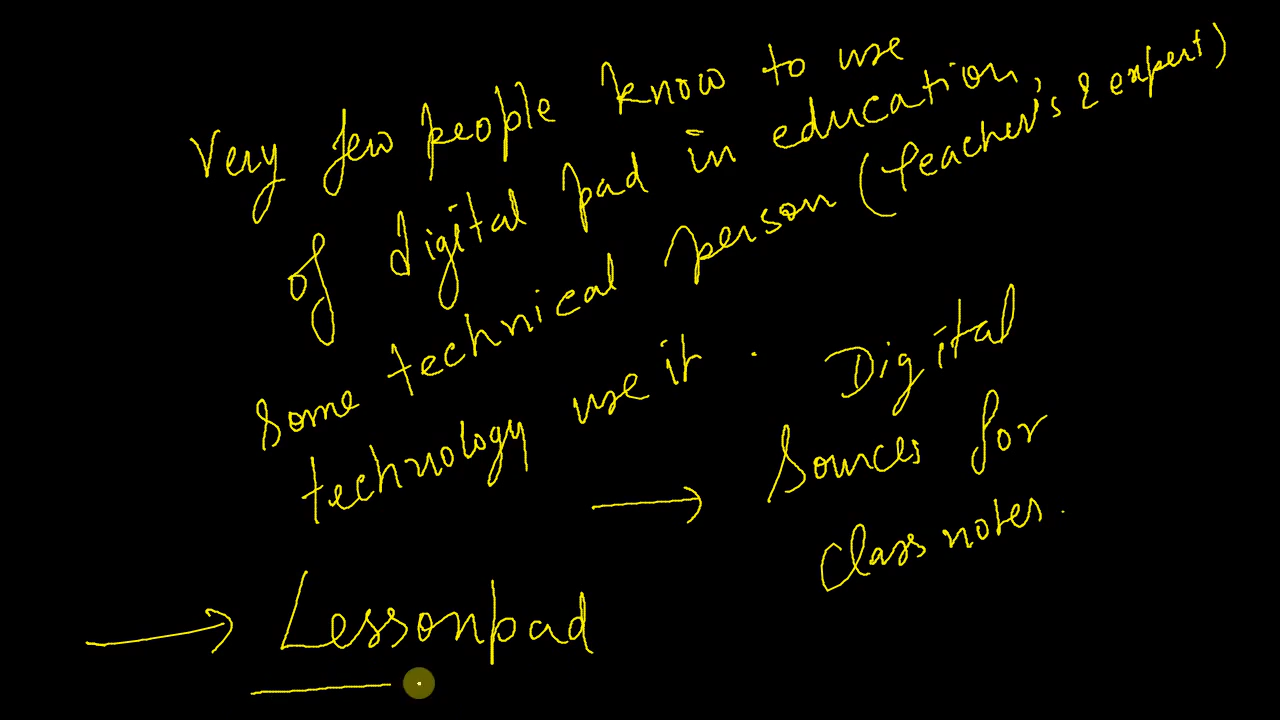 Very few people know to use
of digital pad in education,
some technical person (teacher's & expert)
technology use it.
→ Digital
Sources for
Class notes.
→ Lessonpad